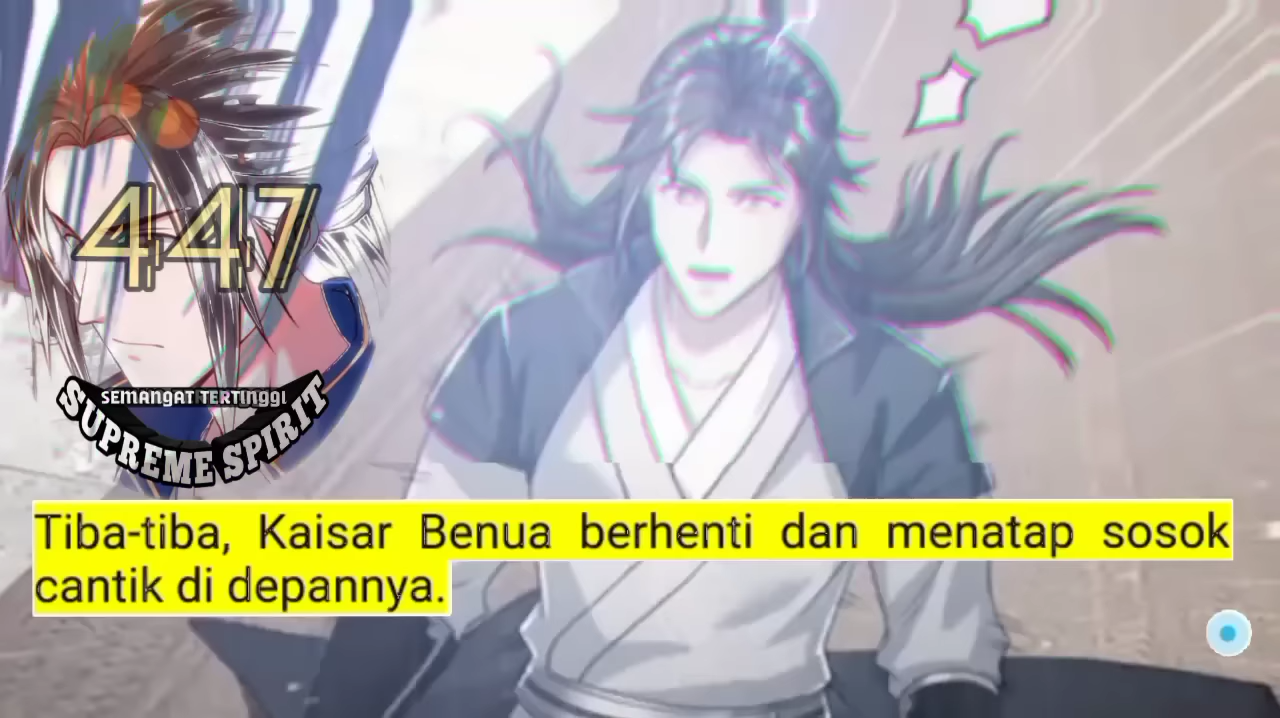 447
SEMANGAT TERTINGGI
SUPREME SPIRIT
Tiba-tiba, Kaisar Benua berhenti dan menatap sosok
cantik di depannya.